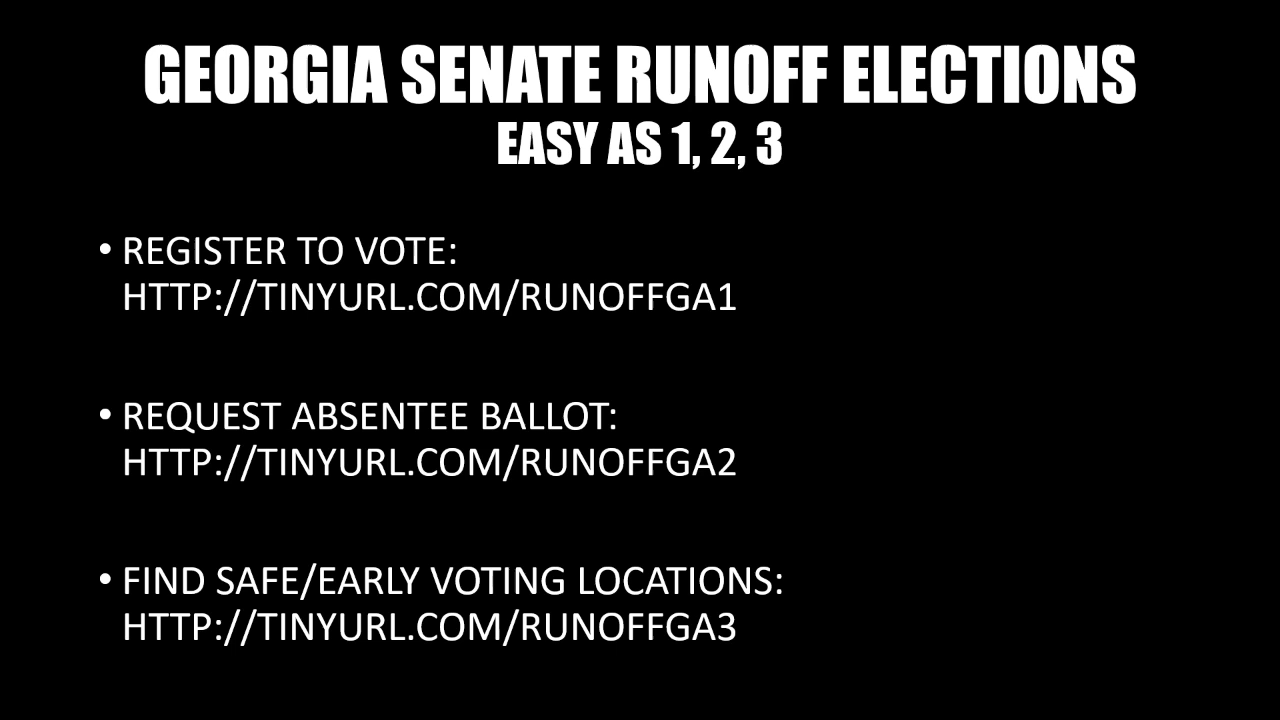 GEORGIA SENATE RUNOFF ELECTIONS
EASY AS 1, 2, 3
• REGISTER TO VOTE:
HTTP://TINYURL.COM/RUNOFFGA1
• REQUEST ABSENTEE BALLOT:
HTTP://TINYURL.COM/RUNOFFGA2
• FIND SAFE/EARLY VOTING LOCATIONS:
HTTP://TINYURL.COM/RUNOFFGA3